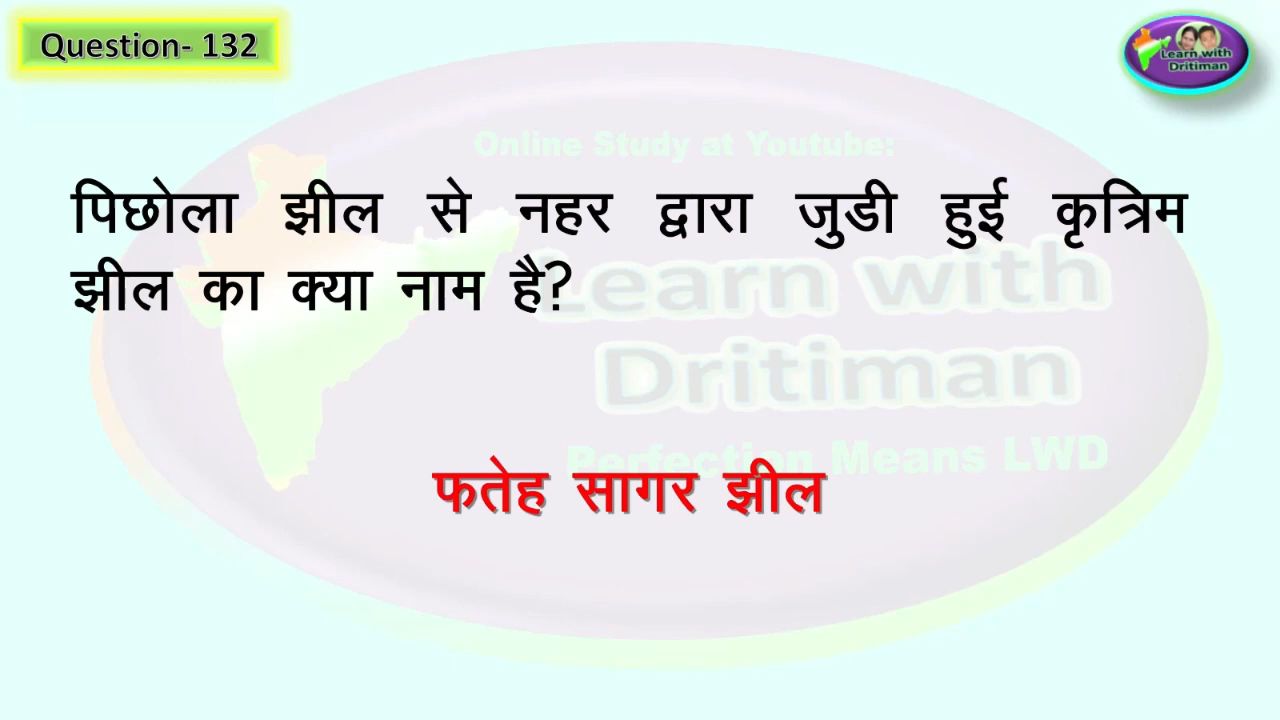 Question- 132
Learn with
Dritiman
Online Study at Youtube:
पिछोला झील से नहर द्वारा जुडी हुई कृत्रिम
झील का क्या नाम है?
Learn with
Dritiman
Perfection Means LWD
फतेह सागर झील